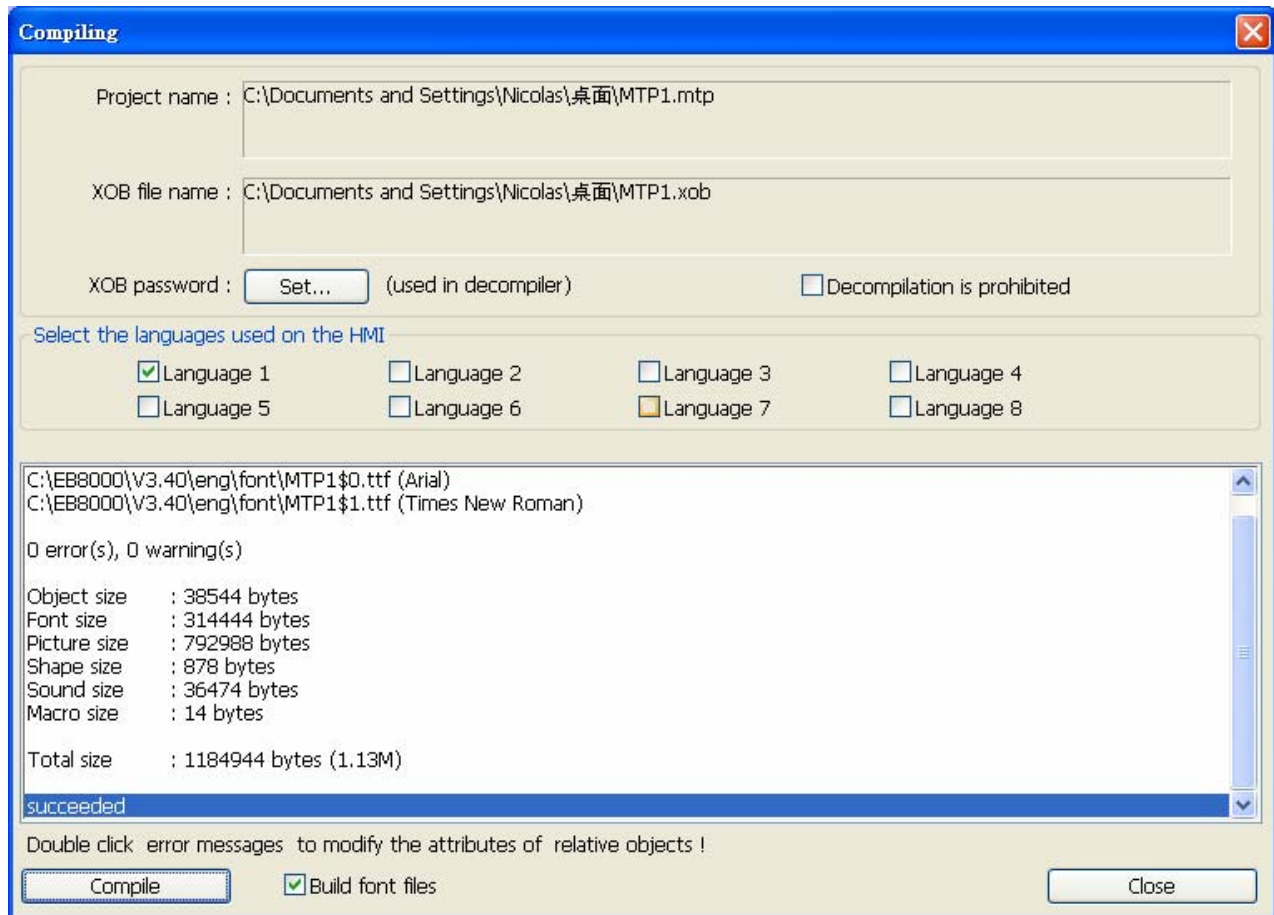 Compiling
Project name : C:\Documents and Settings\Nicolas\桌面\MTP1.mtp
XOB file name : C:\Documents and Settings\Nicolas\桌面\MTP1.xob
XOB password : Set... (used in decompiler) Decompilation is prohibited
Select the languages used on the HMI
Language 1 Language 2 Language 3 Language 4
Language 5 Language 6 Language 7 Language 8
C:\EB8000\V3.40\eng\font\MTP1$0.ttf (Arial)
C:\EB8000\V3.40\eng\font\MTP1$1.ttf (Times New Roman)
0 error(s), 0 warning(s)
Object size : 38544 bytes
Font size : 314444 bytes
Picture size : 792988 bytes
Shape size : 878 bytes
Sound size : 36474 bytes
Macro size : 14 bytes
Total size : 1184944 bytes (1.13M)
succeeded
Double click error messages to modify the attributes of relative objects !
Compile Build font files Close